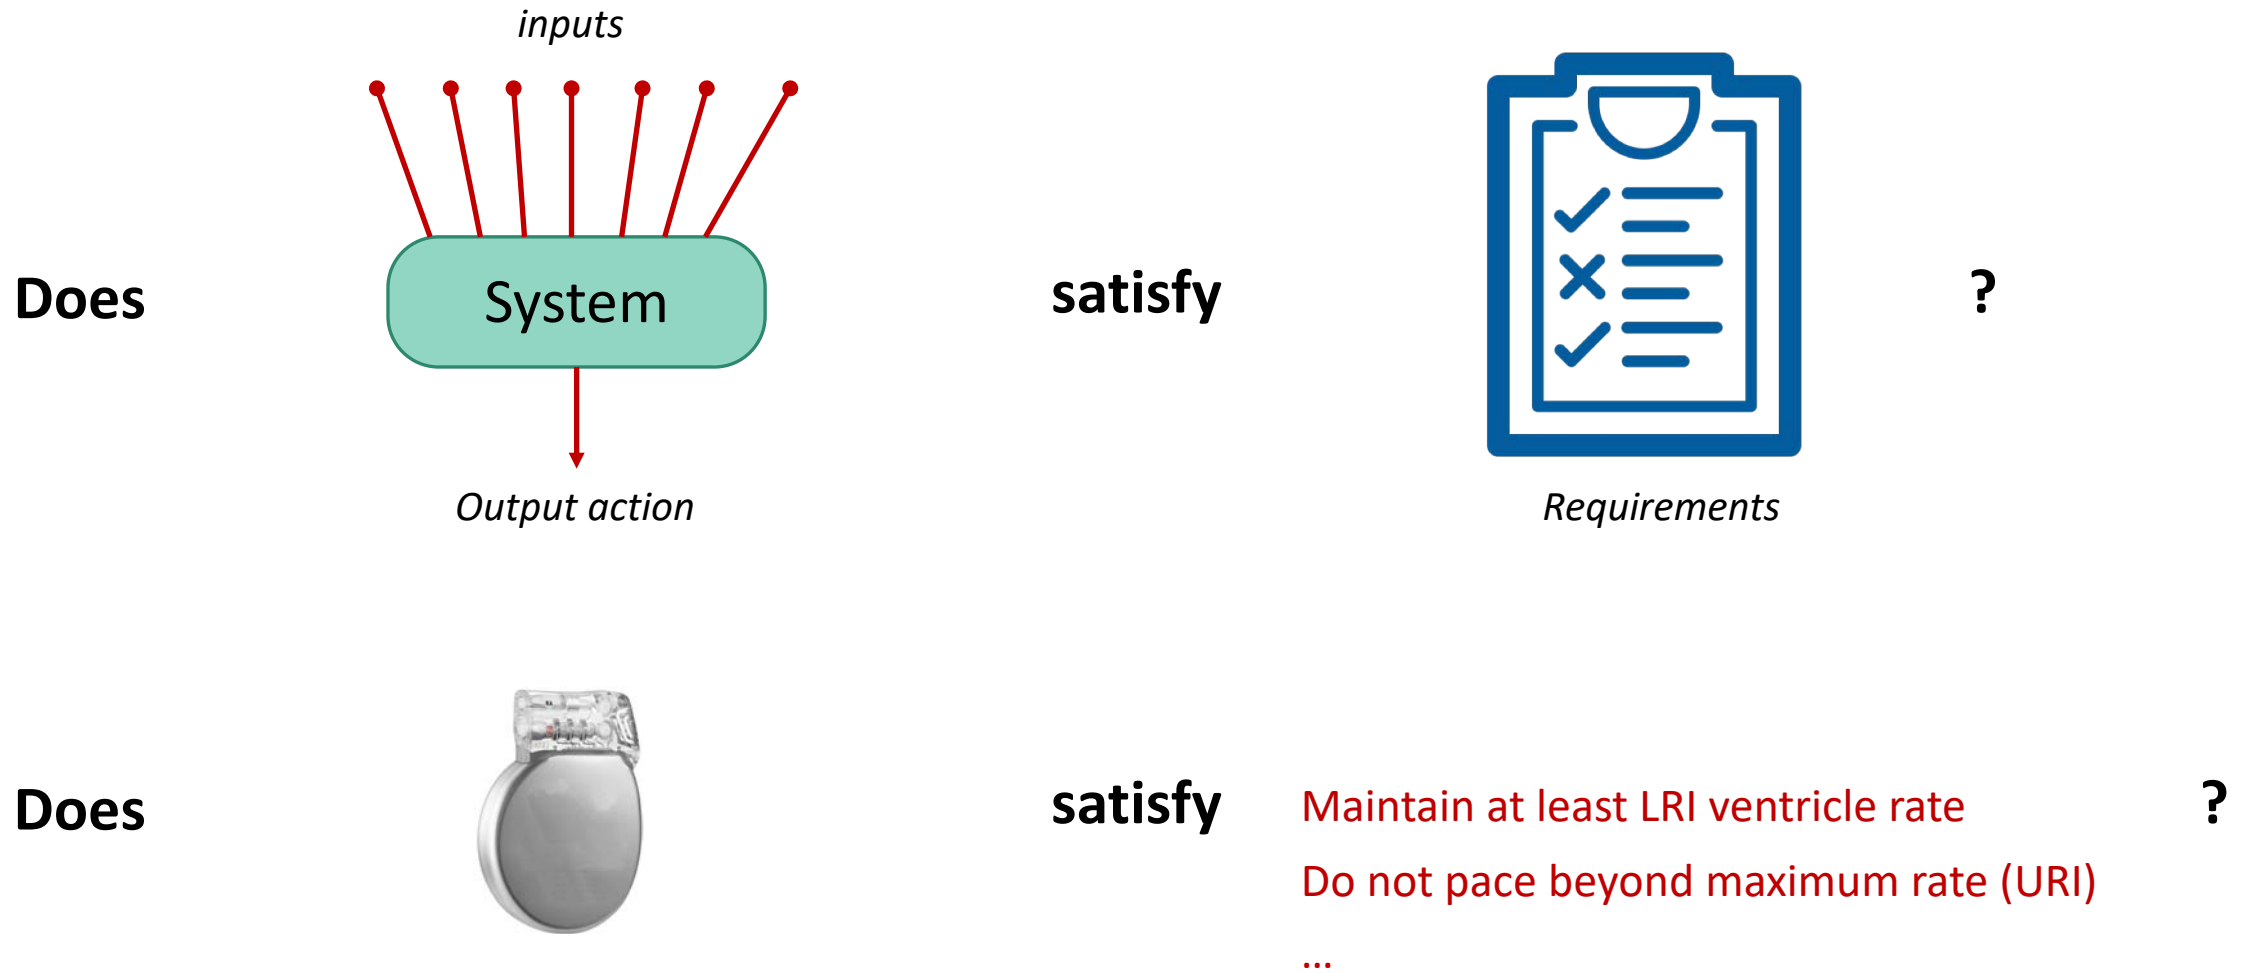 inputs
Does System satisfy ?
Output action
Requirements
Does satisfy Maintain at least LRI ventricle rate ?
Do not pace beyond maximum rate (URI)
...